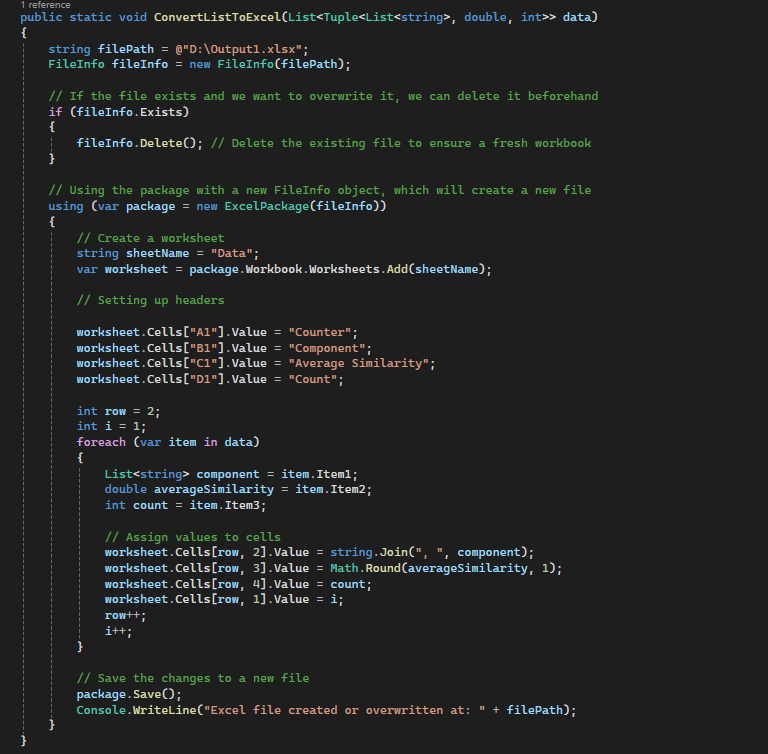 1 reference
public static void ConvertListToExcel(List<Tuple<List<string>, double, int>> data)
{
string filePath = @"D:\Output1.xlsx";
FileInfo fileInfo = new FileInfo(filePath);
// If the file exists and we want to overwrite it, we can delete it beforehand
if (fileInfo.Exists)
{
fileInfo.Delete(); // Delete the existing file to ensure a fresh workbook
}
// Using the package with a new FileInfo object, which will create a new file
using (var package = new ExcelPackage(fileInfo))
{
// Create a worksheet
string sheetName = "Data";
var worksheet = package.Workbook.Worksheets.Add(sheetName);
// Setting up headers
worksheet.Cells["A1"].Value = "Counter";
worksheet.Cells["B1"].Value = "Component";
worksheet.Cells["C1"].Value = "Average Similarity";
worksheet.Cells["D1"].Value = "Count";
int row = 2;
int i = 1;
foreach (var item in data)
{
List<string> component = item.Item1;
double averageSimilarity = item.Item2;
int count = item.Item3;
// Assign values to cells
worksheet.Cells[row, 2].Value = string.Join(", ", component);
worksheet.Cells[row, 3].Value = Math.Round(averageSimilarity, 1);
worksheet.Cells[row, 4].Value = count;
worksheet.Cells[row, 1].Value = i;
row++;
i++;
}
// Save the changes to a new file
package.Save();
Console.WriteLine("Excel file created or overwritten at: " + filePath);
}
}